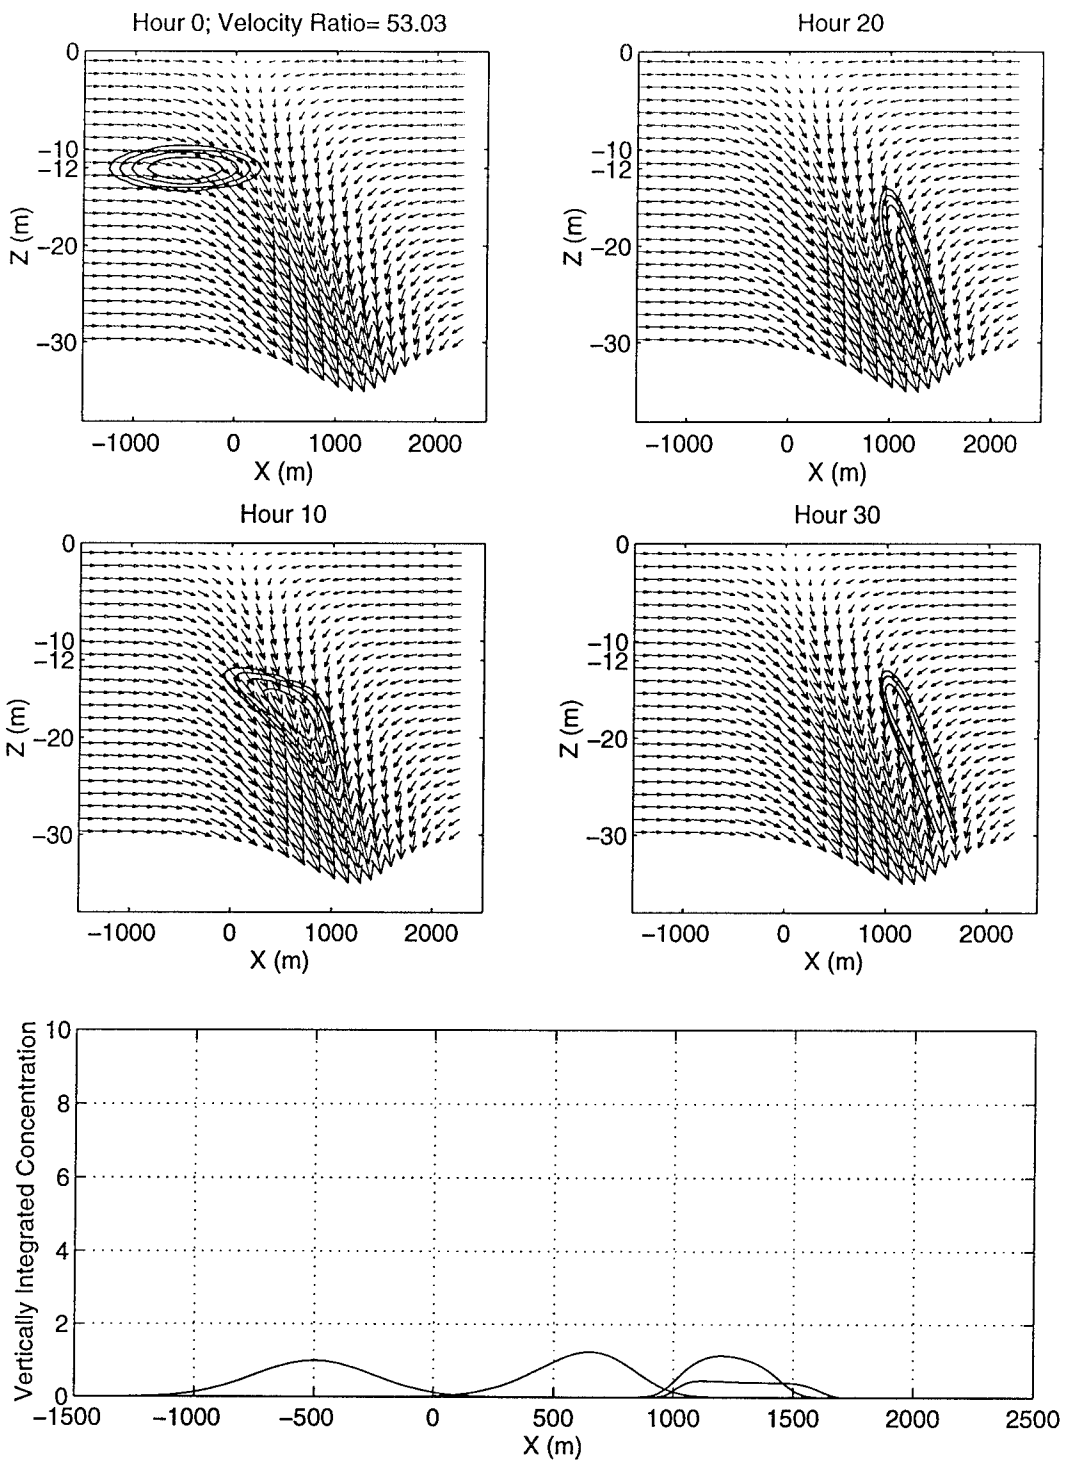 Hour 0; Velocity Ratio= 53.03
0
−10
−12
−20
−30
Z (m)
−1000 0 1000 2000
X (m)
Hour 20
0
−10
−12
−20
−30
Z (m)
−1000 0 1000 2000
X (m)
Hour 10
0
−10
−12
−20
−30
Z (m)
−1000 0 1000 2000
X (m)
Hour 30
0
−10
−12
−20
−30
Z (m)
−1000 0 1000 2000
X (m)
Vertically Integrated Concentration
10
8
6
4
2
0
−1500 −1000 −500 0 500 1000 1500 2000 2500
X (m)